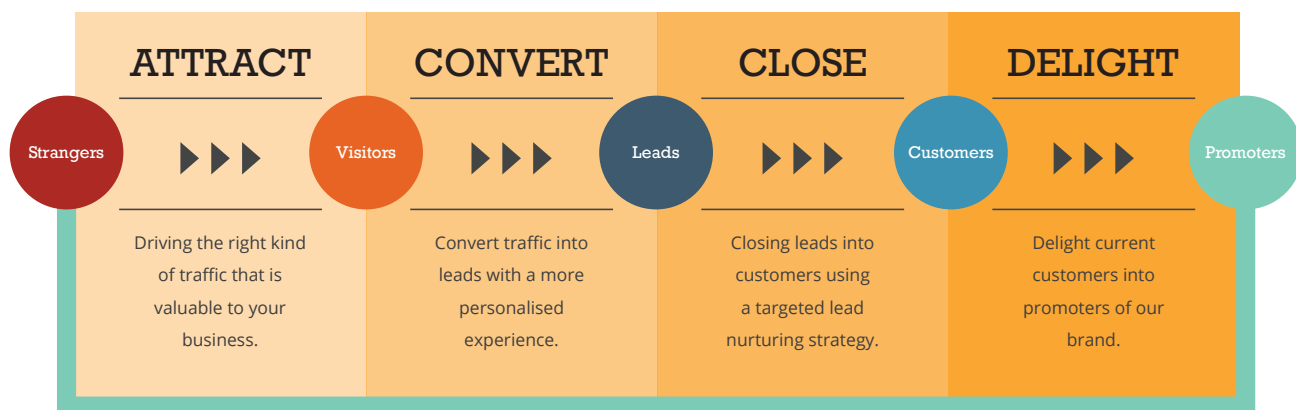 ATTRACT
CONVERT
CLOSE
DELIGHT
Strangers
Visitors
Leads
Customers
Promoters
Driving the right kind
of traffic that is
valuable to your
business.
Convert traffic into
leads with a more
personalised
experience.
Closing leads into
customers using
a targeted lead
nurturing strategy.
Delight current
customers into
promoters of our
brand.